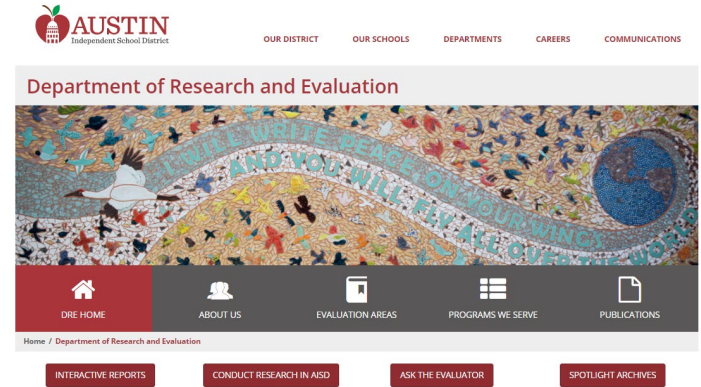 AUSTIN
Independent School District
OUR DISTRICT OUR SCHOOLS DEPARTMENTS CAREERS COMMUNICATIONS
Department of Research and Evaluation
I WILL WRITE PEACE ON YOUR WINGS
AND YOU WILL FLY ALL OVER THE WORLD
DRE HOME ABOUT US EVALUATION AREAS PROGRAMS WE SERVE PUBLICATIONS
Home / Department of Research and Evaluation
INTERACTIVE REPORTS CONDUCT RESEARCH IN AISD ASK THE EVALUATOR SPOTLIGHT ARCHIVES